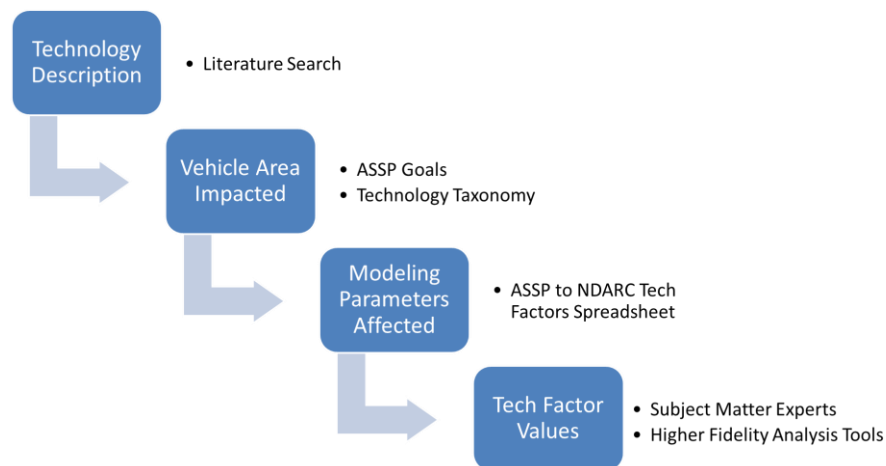 Technology
Description
• Literature Search
Vehicle Area
Impacted
• ASSP Goals
• Technology Taxonomy
Modeling
Parameters
Affected
• ASSP to NDARC Tech
Factors Spreadsheet
Tech Factor
Values
• Subject Matter Experts
• Higher Fidelity Analysis Tools